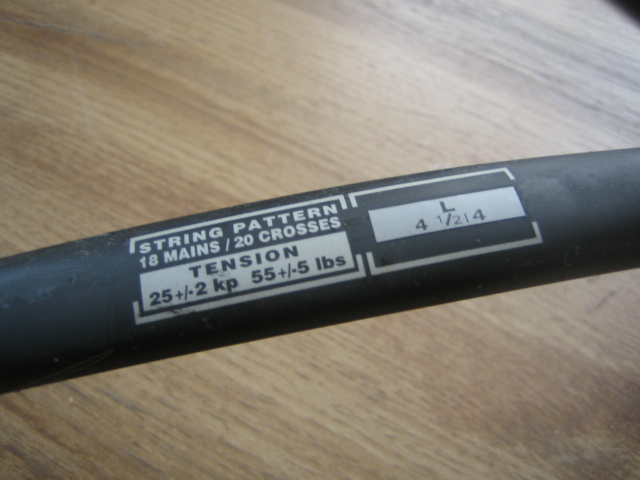 STRING PATTERN
18 MAINS / 20 CROSSES
TENSION
25+/-2 kp 55+/-5 lbs
L
4 1/2 | 4